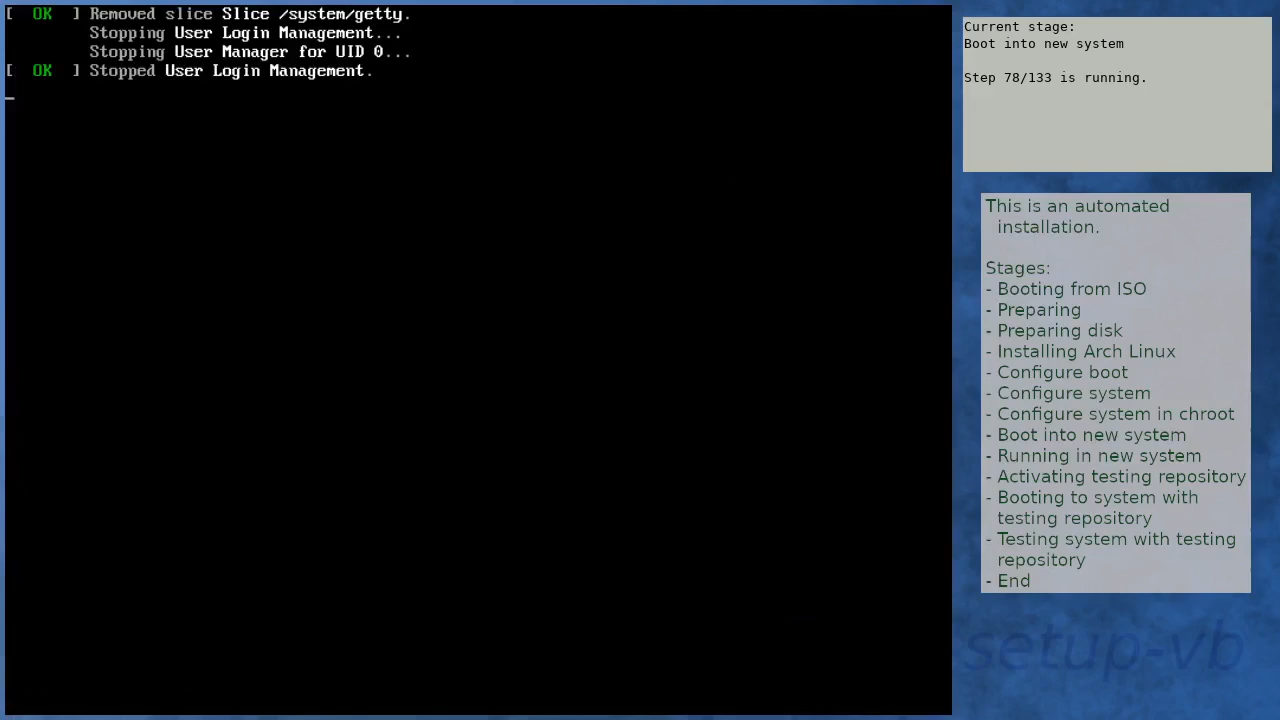 [  OK  ] Removed slice Slice /system/getty.
         Stopping User Login Management...
         Stopping User Manager for UID 0...
[  OK  ] Stopped User Login Management.
_
Current stage:
Boot into new system
Step 78/133 is running.
This is an automated
installation.
Stages:
- Booting from ISO
- Preparing
- Preparing disk
- Installing Arch Linux
- Configure boot
- Configure system
- Configure system in chroot
- Boot into new system
- Running in new system
- Activating testing repository
- Booting to system with
testing repository
- Testing system with testing
repository
- End
setup-vb